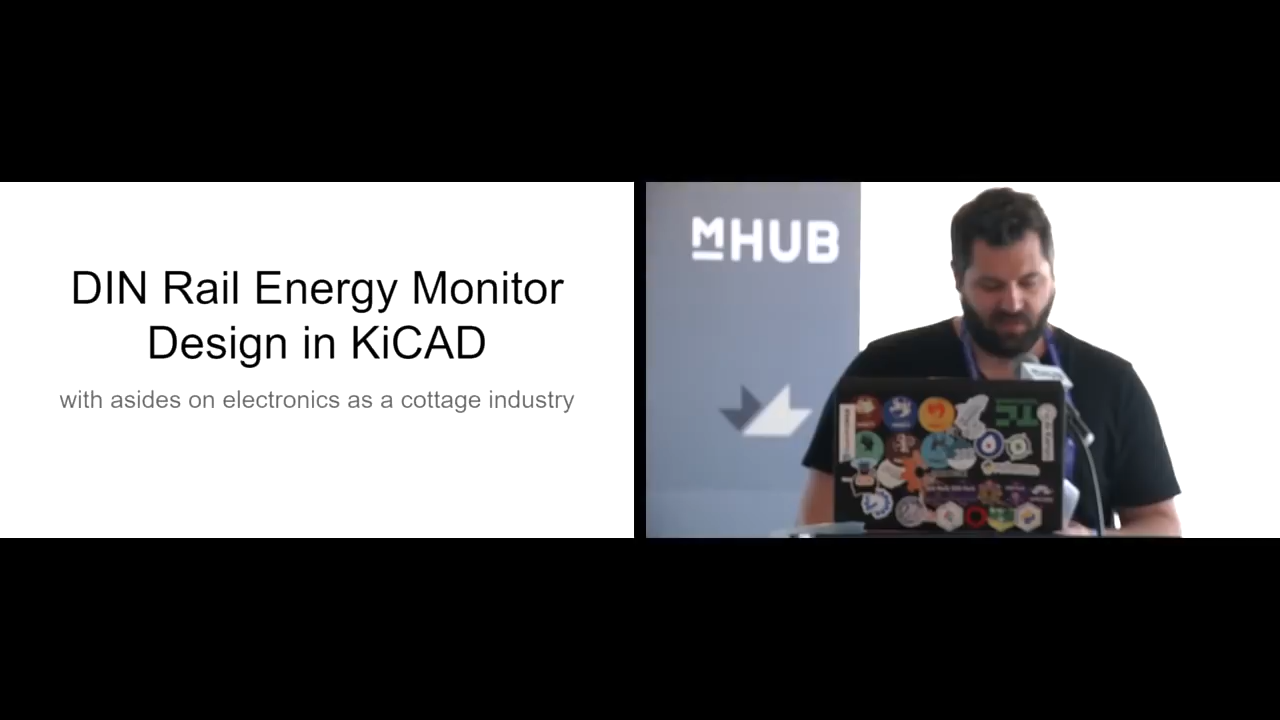 DIN Rail Energy Monitor
Design in KiCAD
with asides on electronics as a cottage industry
MHUB